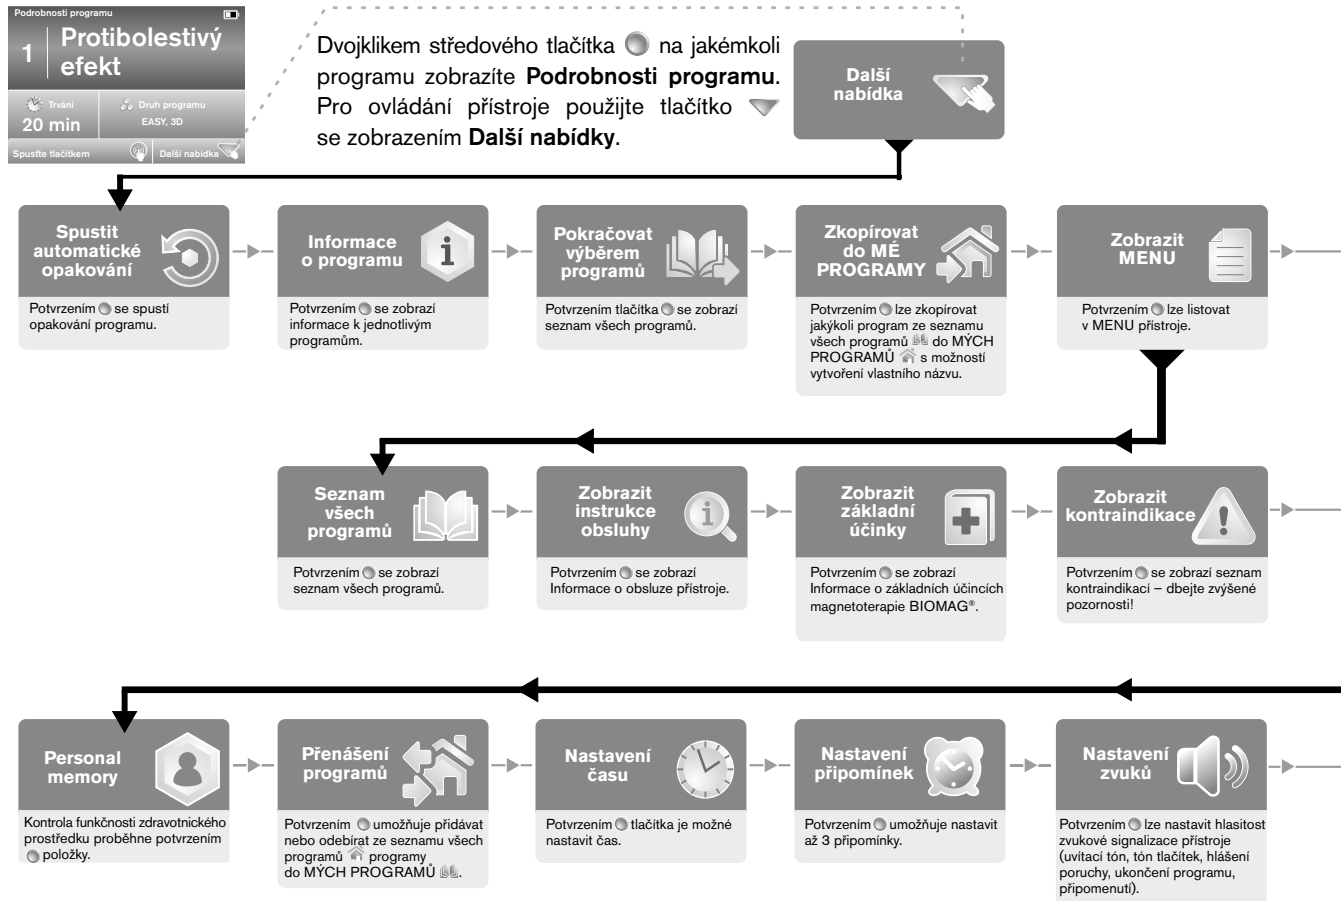 Podrobnosti programu
1
Protibolestivý
efekt
Trvání
20 min
Druh programu
EASY, 3D
Spusťte tlačítkem
Další nabídka
Dvojklikem středového tlačítka na jakémkoli
programu zobrazíte Podrobnosti programu.
Pro ovládání přístroje použijte tlačítko
se zobrazením Další nabídky.
Další
nabídka
Spustit
automatické
opakování
Potvrzením se spustí
opakování programu.
Informace
o programu
Potvrzením se zobrazí
informace k jednotlivým
programům.
Pokračovat
výběrem
programů
Potvrzením tlačítka se zobrazí
seznam všech programů.
Zkopírovat
do MÉ
PROGRAMY
Potvrzením lze zkopírovat
jakýkoli program ze seznamu
všech programů do MÝCH
PROGRAMŮ s možností
vytvoření vlastního názvu.
Zobrazit
MENU
Potvrzením lze listovat
v MENU přístroje.
Seznam
všech
programů
Potvrzením se zobrazí
seznam všech programů.
Zobrazit
instrukce
obsluhy
Potvrzením se zobrazí
Informace o obsluze přístroje.
Zobrazit
základní
účinky
Potvrzením se zobrazí
Informace o základních účincích
magnetoterapie BIOMAG®.
Zobrazit
kontraindikace
Potvrzením se zobrazí seznam
kontraindikací – dbejte zvýšené
pozornosti!
Personal
memory
Kontrola funkčnosti zdravotnického
prostředku proběhne potvrzením
položky.
Přenášení
programů
Potvrzením umožňuje přidávat
nebo odebírat ze seznamu všech
programů programy
do MÝCH PROGRAMŮ .
Nastavení
času
Potvrzením tlačítka je možné
nastavit čas.
Nastavení
připomínek
Potvrzením umožňuje nastavit
až 3 připomínky.
Nastavení
zvuků
Potvrzením lze nastavit hlasitost
zvukové signalizace přístroje
(uvítací tón, tón tlačítek, hlášení
poruchy, ukončení programu,
připomenutí).